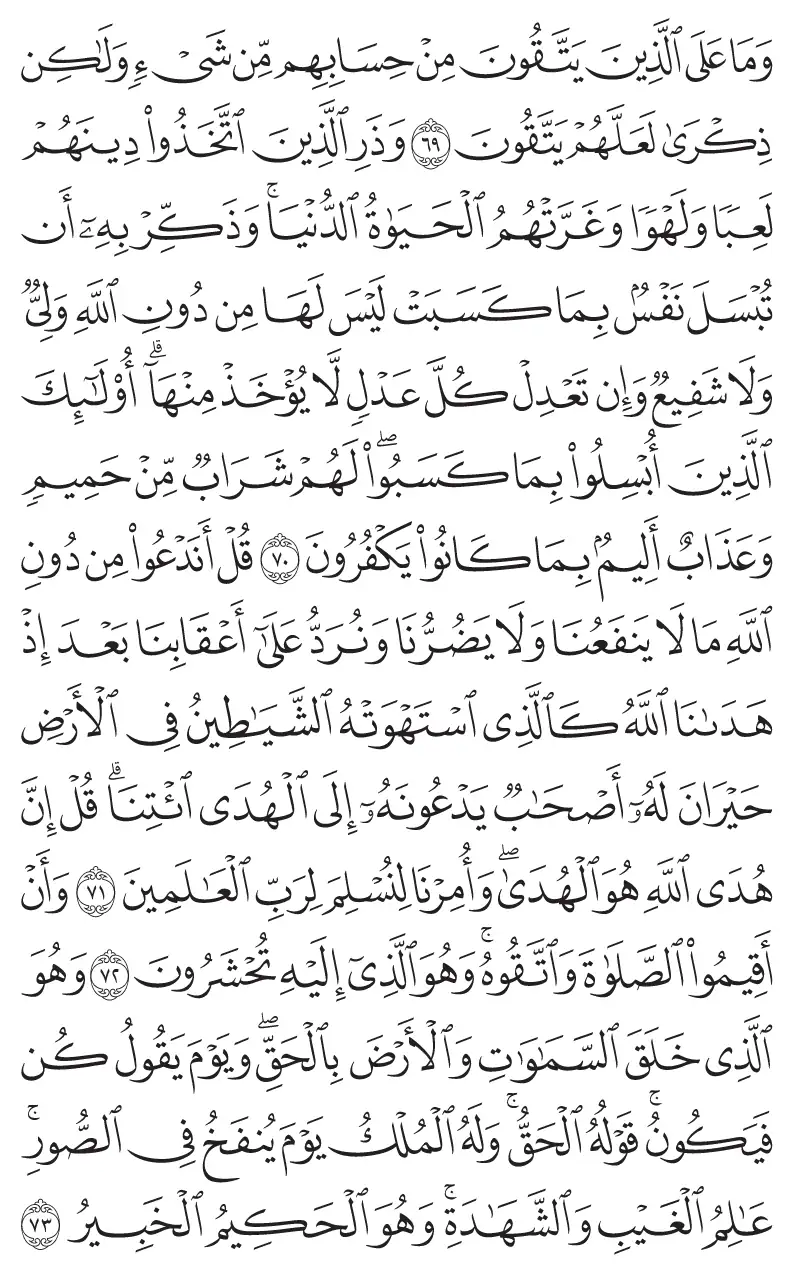 وَمَا عَلَى ٱلَّذِينَ يَتَّقُونَ مِنْ حِسَابِهِم مِّن شَىْءٍ وَلَٰكِن
ذِكْرَىٰ لَعَلَّهُمْ يَتَّقُونَ ٦٩ وَذَرِ ٱلَّذِينَ ٱتَّخَذُوا۟ دِينَهُمْ
لَعِبًا وَلَهْوًا وَغَرَّتْهُمُ ٱلْحَيَوٰةُ ٱلدُّنْيَا ۚ وَذَكِّرْ بِهِۦٓ أَن
تُبْسَلَ نَفْسٌۢ بِمَا كَسَبَتْ لَيْسَ لَهَا مِن دُونِ ٱللَّهِ وَلِىٌّ
وَلَا شَفِيعٌ وَإِن تَعْدِلْ كُلَّ عَدْلٍ لَّا يُؤْخَذْ مِنْهَآ ۗ أُو۟لَٰٓئِكَ
ٱلَّذِينَ أُبْسِلُوا۟ بِمَا كَسَبُوا۟ ۖ لَهُمْ شَرَابٌ مِّنْ حَمِيمٍ
وَعَذَابٌ أَلِيمٌۢ بِمَا كَانُوا۟ يَكْفُرُونَ ٧٠ قُلْ أَنَدْعُوا۟ مِن دُونِ
ٱللَّهِ مَا لَا يَنفَعُنَا وَلَا يَضُرُّنَا وَنُرَدُّ عَلَىٰٓ أَعْقَابِنَا بَعْدَ إِذْ
هَدَىٰنَا ٱللَّهُ كَٱلَّذِى ٱسْتَهْوَتْهُ ٱلشَّيَٰطِينُ فِى ٱلْأَرْضِ
حَيْرَانَ لَهُۥٓ أَصْحَٰبٌ يَدْعُونَهُۥٓ إِلَى ٱلْهُدَى ٱئْتِنَا ۗ قُلْ إِنَّ
هُدَى ٱللَّهِ هُوَ ٱلْهُدَىٰ ۖ وَأُمِرْنَا لِنُسْلِمَ لِرَبِّ ٱلْعَٰلَمِينَ ٧١ وَأَنْ
أَقِيمُوا۟ ٱلصَّلَوٰةَ وَٱتَّقُوهُ ۚ وَهُوَ ٱلَّذِىٓ إِلَيْهِ تُحْشَرُونَ ٧٢ وَهُوَ
ٱلَّذِى خَلَقَ ٱلسَّمَٰوَٰتِ وَٱلْأَرْضَ بِٱلْحَقِّ ۖ وَيَوْمَ يَقُولُ كُن
فَيَكُونُ ۚ قَوْلُهُ ٱلْحَقُّ ۚ وَلَهُ ٱلْمُلْكُ يَوْمَ يُنفَخُ فِى ٱلصُّورِ ۚ
عَٰلِمُ ٱلْغَيْبِ وَٱلشَّهَٰدَةِ ۚ وَهُوَ ٱلْحَكِيمُ ٱلْخَبِيرُ ٧٣